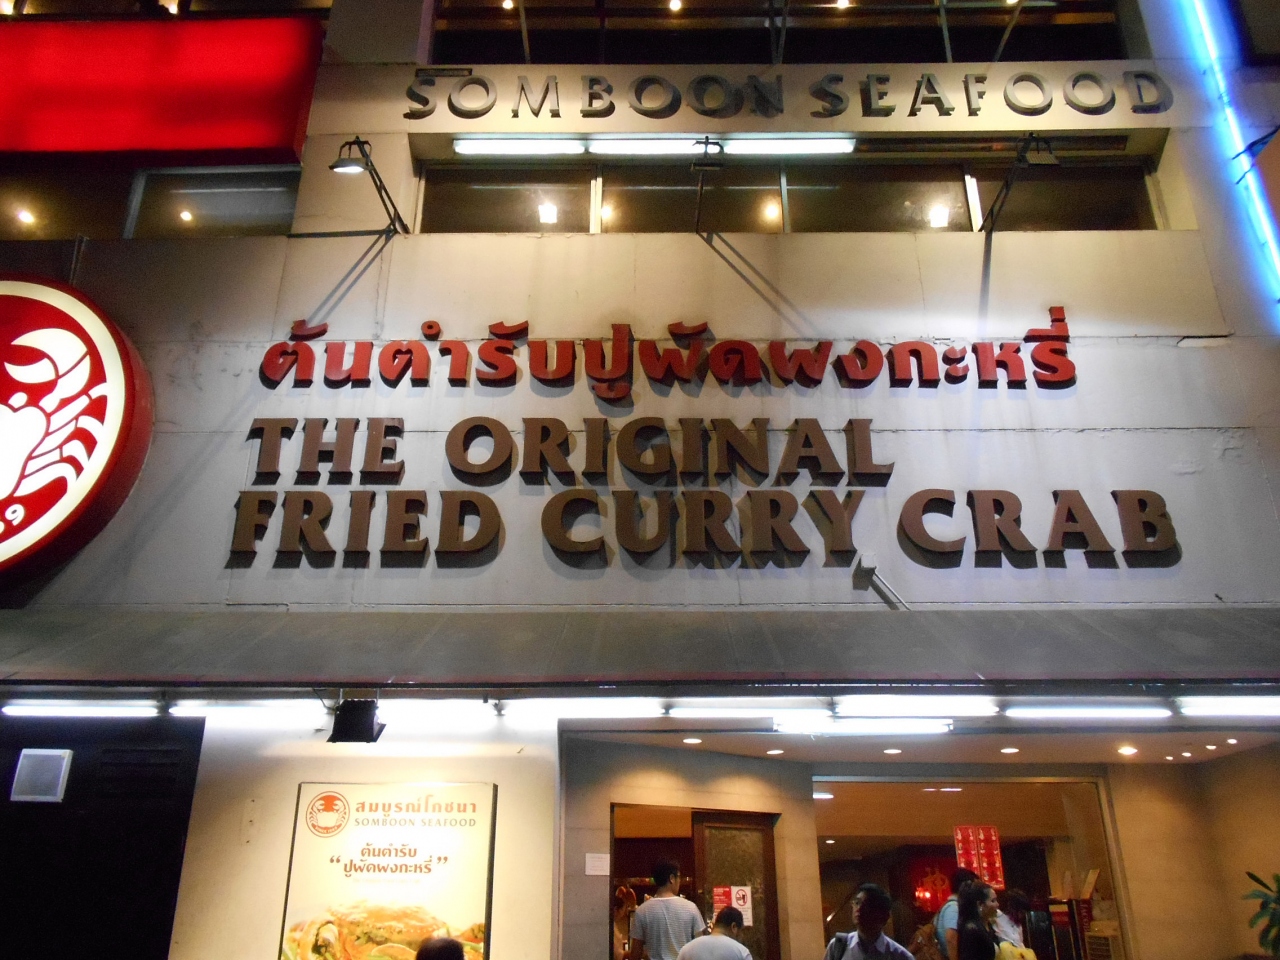 SOMBOON SEAFOOD
ต้นตำรับปูผัดผงกะหรี่
THE ORIGINAL
FRIED CURRY CRAB
สมบูรณ์โภชนา
SOMBOON SEAFOOD
ต้นตำรับ
“ปูผัดผงกะหรี่”